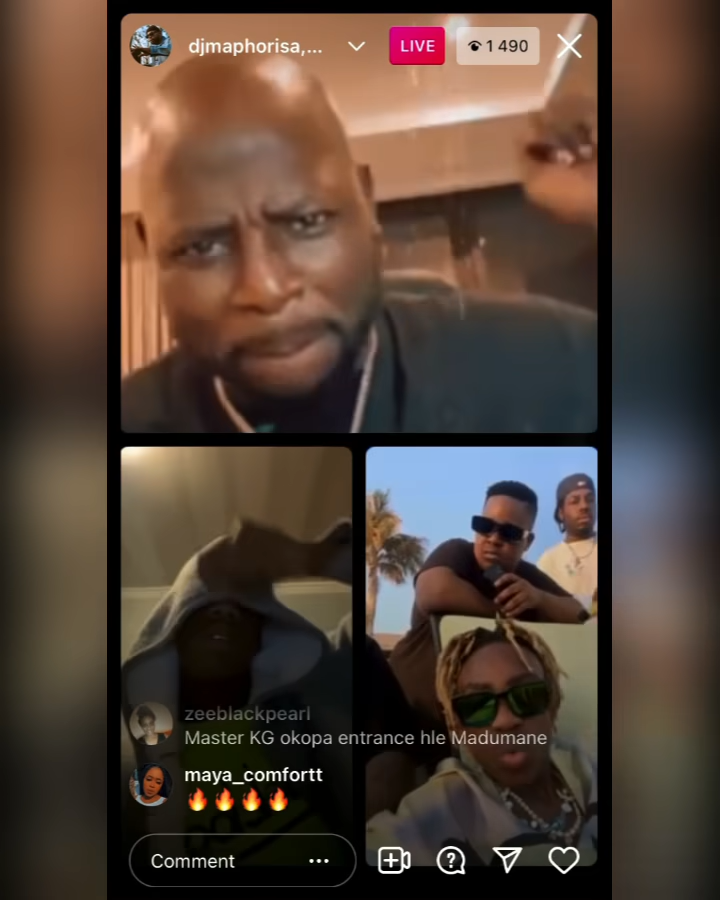 djmaphorisa,...
LIVE
1 490
zeeblackpearl
Master KG okopa entrance hle Madumane
maya_comfortt
🔥🔥🔥🔥
Comment